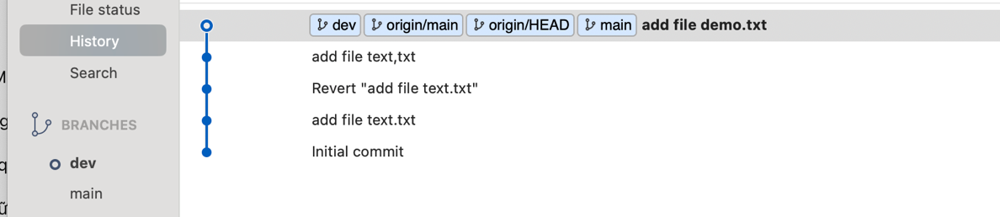 File status
History
Search
BRANCHES
dev
main
dev origin/main origin/HEAD main add file demo.txt
add file text,txt
Revert "add file text.txt"
add file text.txt
Initial commit